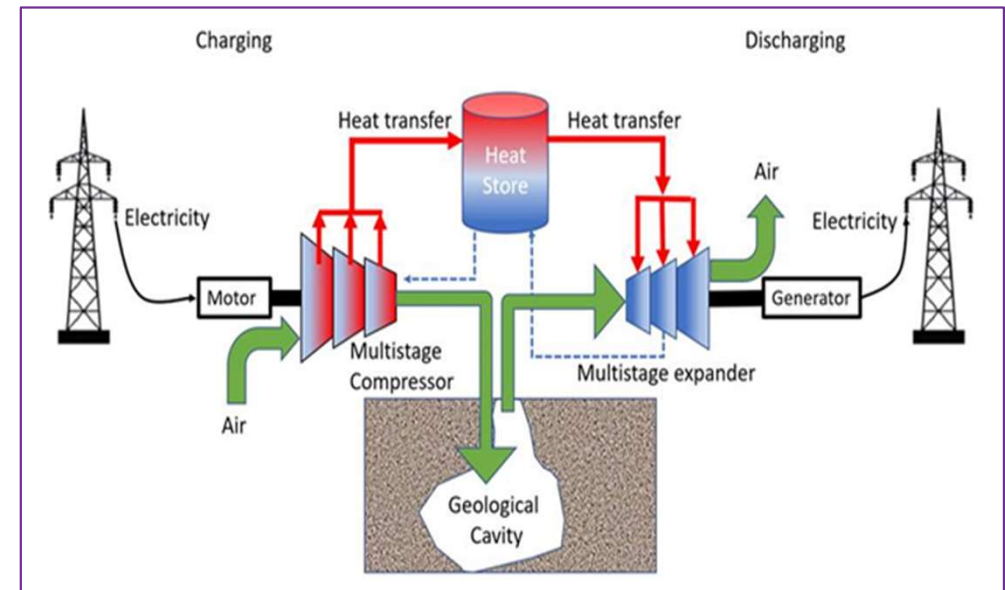 Charging
Discharging
Heat transfer
Heat transfer
Heat
Store
Air
Electricity
Electricity
Motor
Generator
Multistage
Compressor
Multistage expander
Air
Geological
Cavity